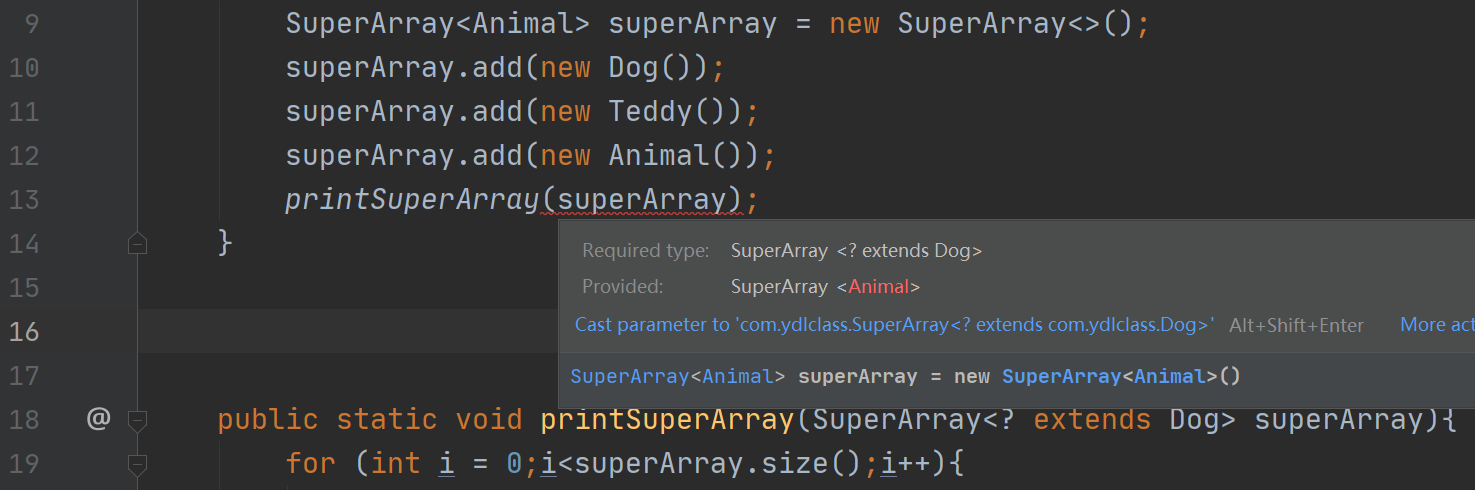 9 SuperArray<Animal> superArray = new SuperArray<>();
10 superArray.add(new Dog());
11 superArray.add(new Teddy());
12 superArray.add(new Animal());
13 printSuperArray(superArray);
14 }
Required type: SuperArray <? extends Dog>
15 Provided: SuperArray <Animal>
16 Cast parameter to 'com.ydlclass.SuperArray<? extends com.ydlclass.Dog>' Alt+Shift+Enter More act
17 SuperArray<Animal> superArray = new SuperArray<Animal>()
18 @ public static void printSuperArray(SuperArray<? extends Dog> superArray){
19 for (int i = 0;i<superArray.size();i++){